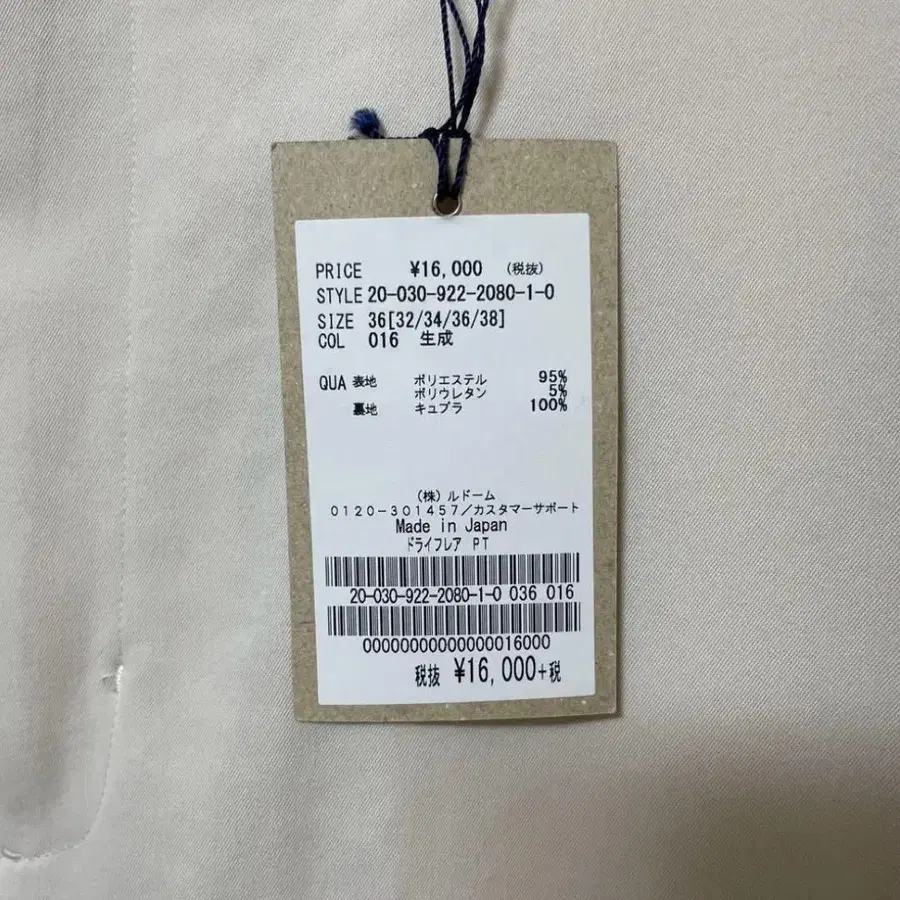 PRICE ¥16,000 (税抜)
STYLE 20-030-922-2080-1-0
SIZE 36[32/34/36/38]
COL 016 生成
QUA 表地 ポリエステル 95%
ポリウレタン 5%
裏地 キュプラ 100%
(株)ルドーム
0120-301457/カスタマーサポート
Made in Japan
ドライフレア PT
20-030-922-2080-1-0 036 016
00000000000000016000
税抜 ¥16,000+税